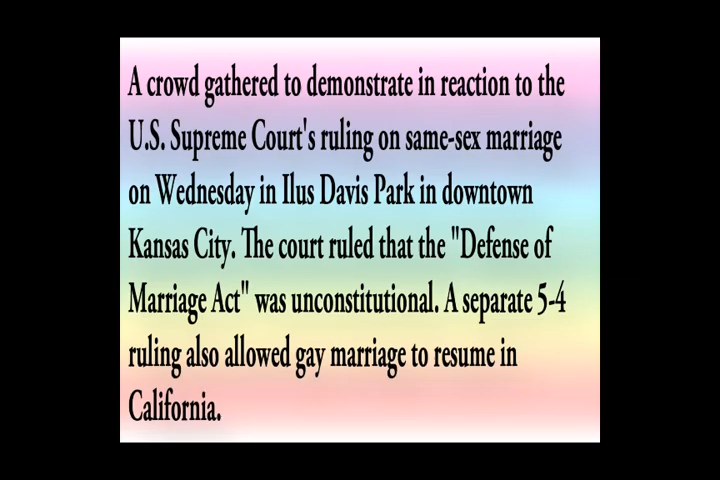 A crowd gathered to demonstrate in reaction to the
U.S. Supreme Court's ruling on same-sex marriage
on Wednesday in Ilus Davis Park in downtown
Kansas City. The court ruled that the "Defense of
Marriage Act" was unconstitutional. A separate 5-4
ruling also allowed gay marriage to resume in
California.